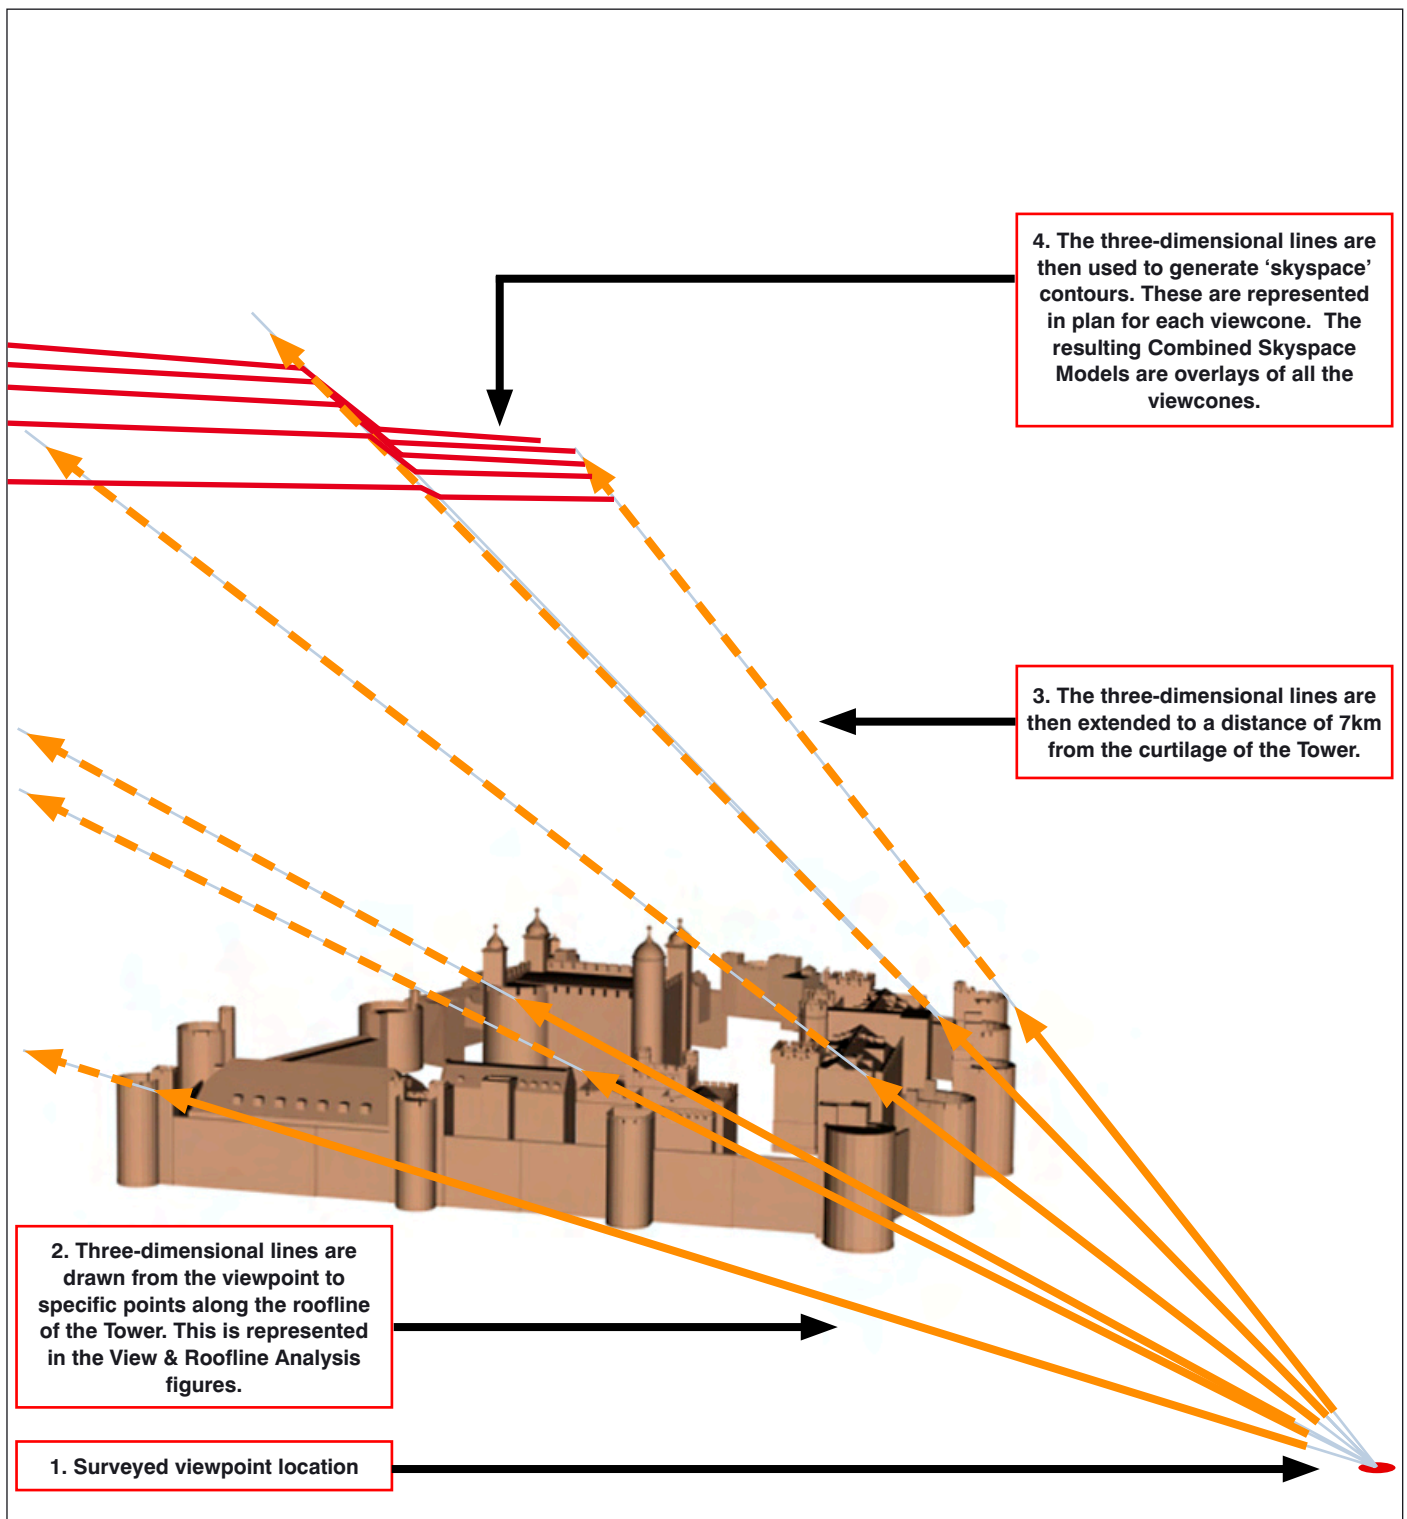 4. The three-dimensional lines are
then used to generate ‘skyspace’
contours. These are represented
in plan for each viewcone. The
resulting Combined Skyspace
Models are overlays of all the
viewcones.
3. The three-dimensional lines are
then extended to a distance of 7km
from the curtilage of the Tower.
2. Three-dimensional lines are
drawn from the viewpoint to
specific points along the roofline
of the Tower. This is represented
in the View & Roofline Analysis
figures.
1. Surveyed viewpoint location